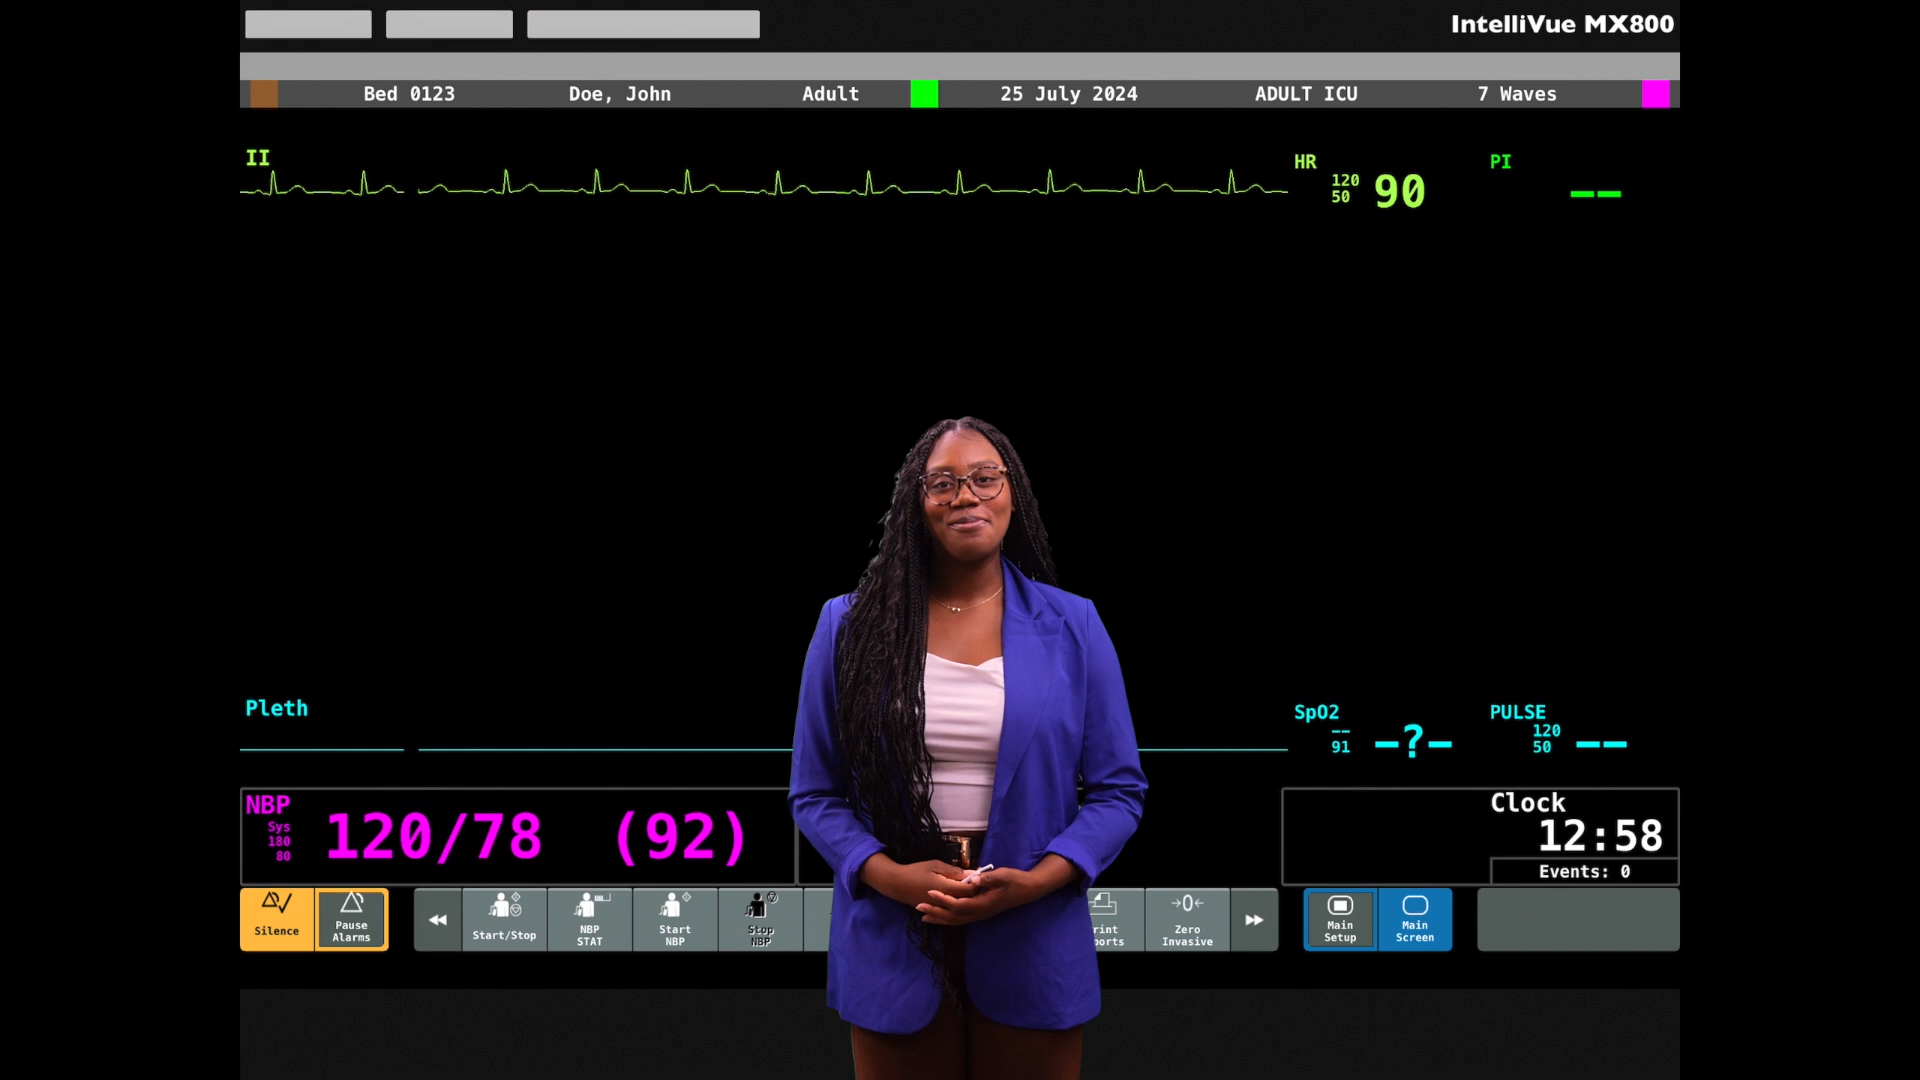 IntelliVue MX800
Bed 0123 Doe, John Adult 25 July 2024 ADULT ICU 7 Waves
II
HR 120 50 90
PI --
Pleth
SpO2 -- 91 -?-
PULSE 120 50 --
NBP
Sys
180
80
120/78 (92)
Clock
12:58
Events: 0
Silence
Pause
Alarms
Start/Stop
NBP
STAT
Start
NBP
Stop
NBP
Zero
Invasive
Main
Setup
Main
Screen